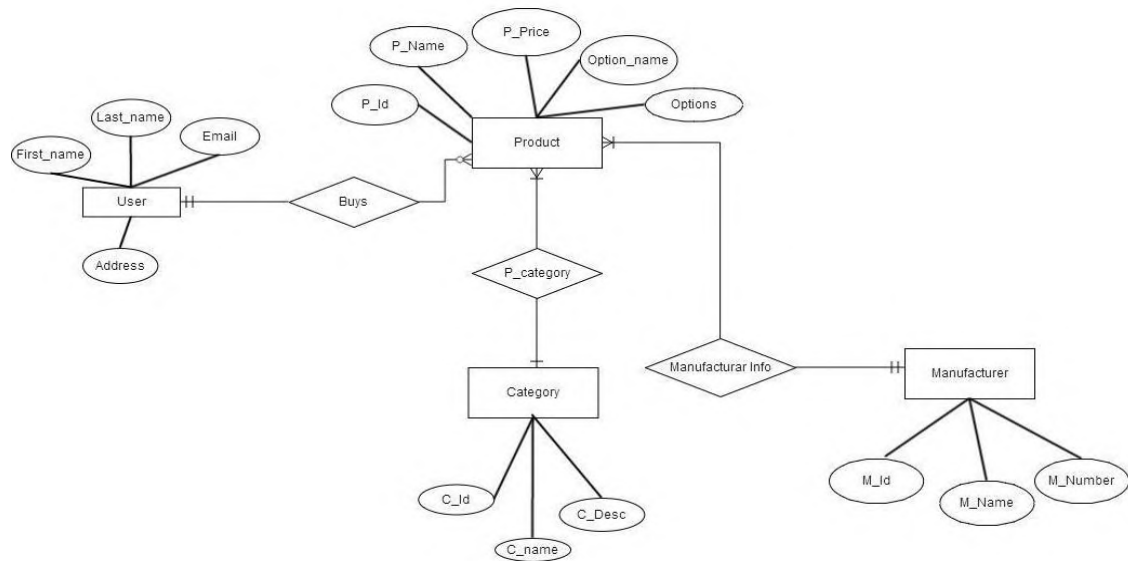 P_Price
P_Name
Option_name
P_Id
Options
Last_name
Email
First_name
Product
User
Buys
Address
P_category
Manufacturar Info
Manufacturer
Category
M_Id
M_Number
C_Id
M_Name
C_Desc
C_name